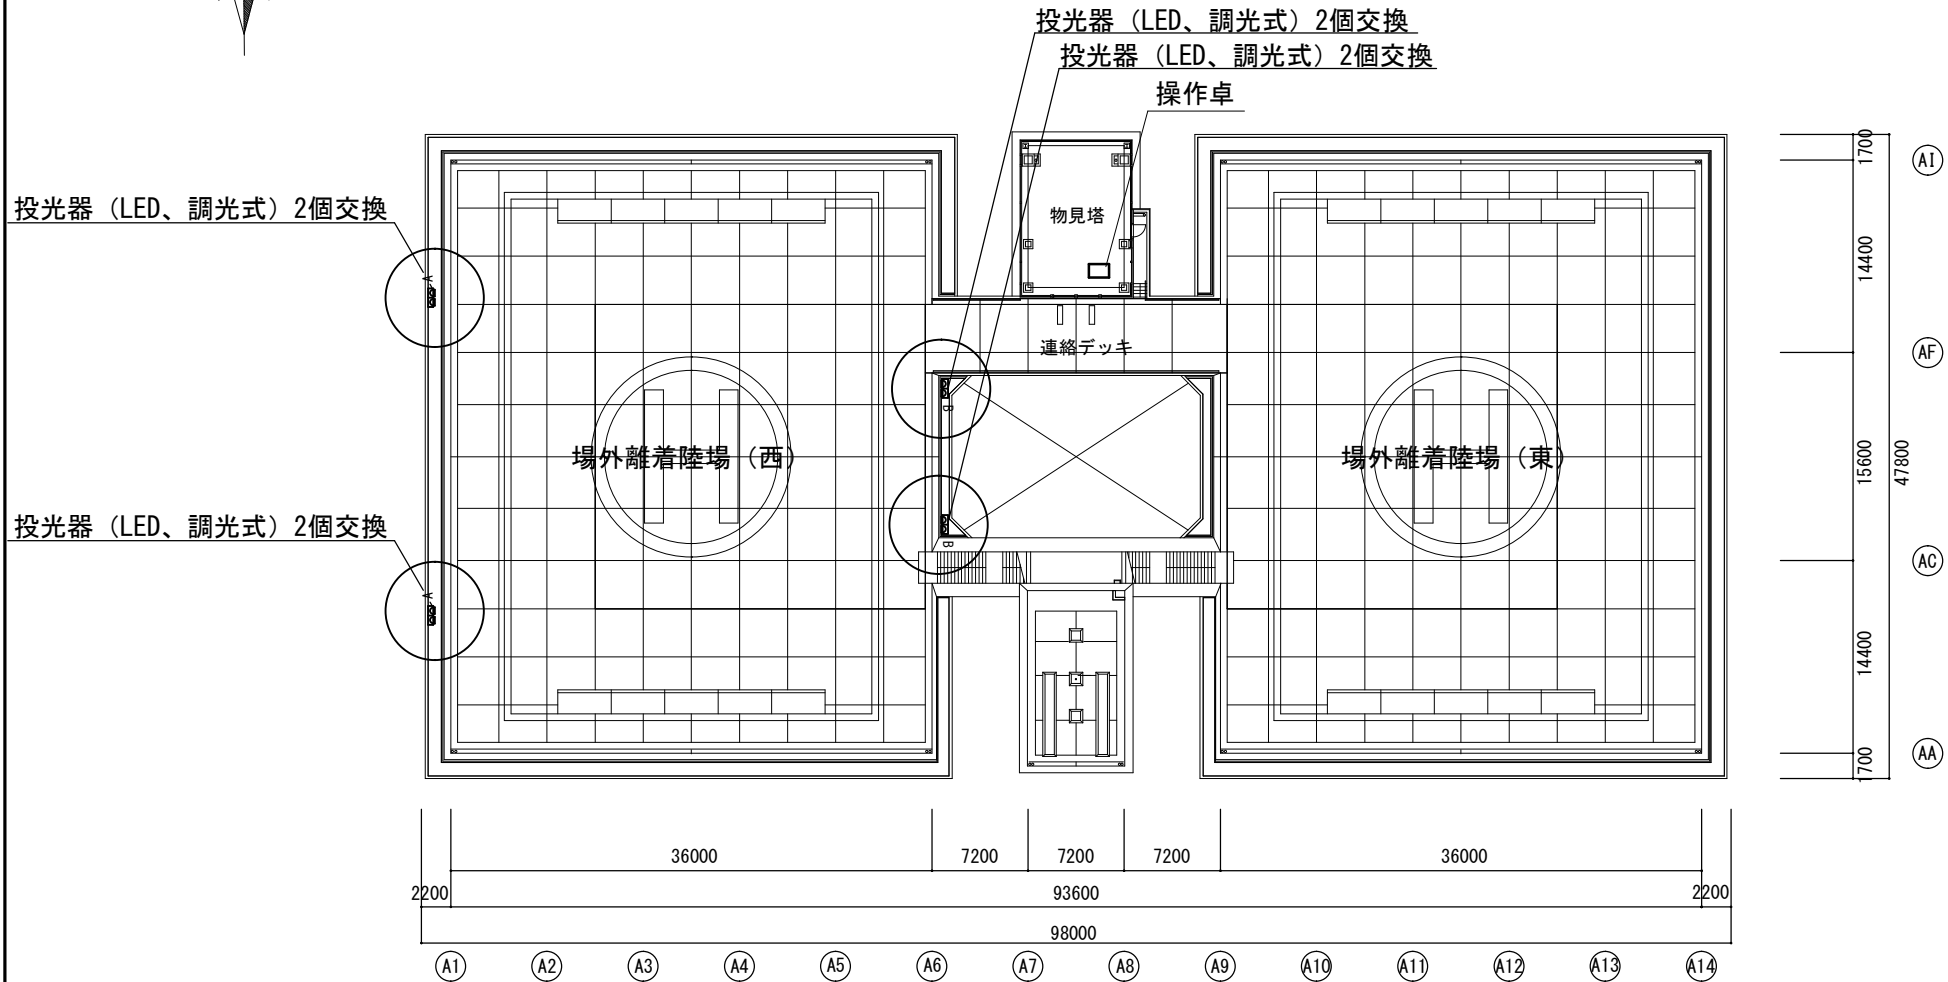 投光器（LED、調光式）2個交換
投光器（LED、調光式）2個交換
操作卓
投光器（LED、調光式）2個交換
投光器（LED、調光式）2個交換
物見塔
連絡デッキ
場外離着陸場（西）
場外離着陸場（東）
A
A
B
B
1700
14400
15600
47800
14400
1700
AI
AF
AC
AA
36000
7200
7200
7200
36000
2200
93600
2200
98000
A1
A2
A3
A4
A5
A6
A7
A8
A9
A10
A11
A12
A13
A14